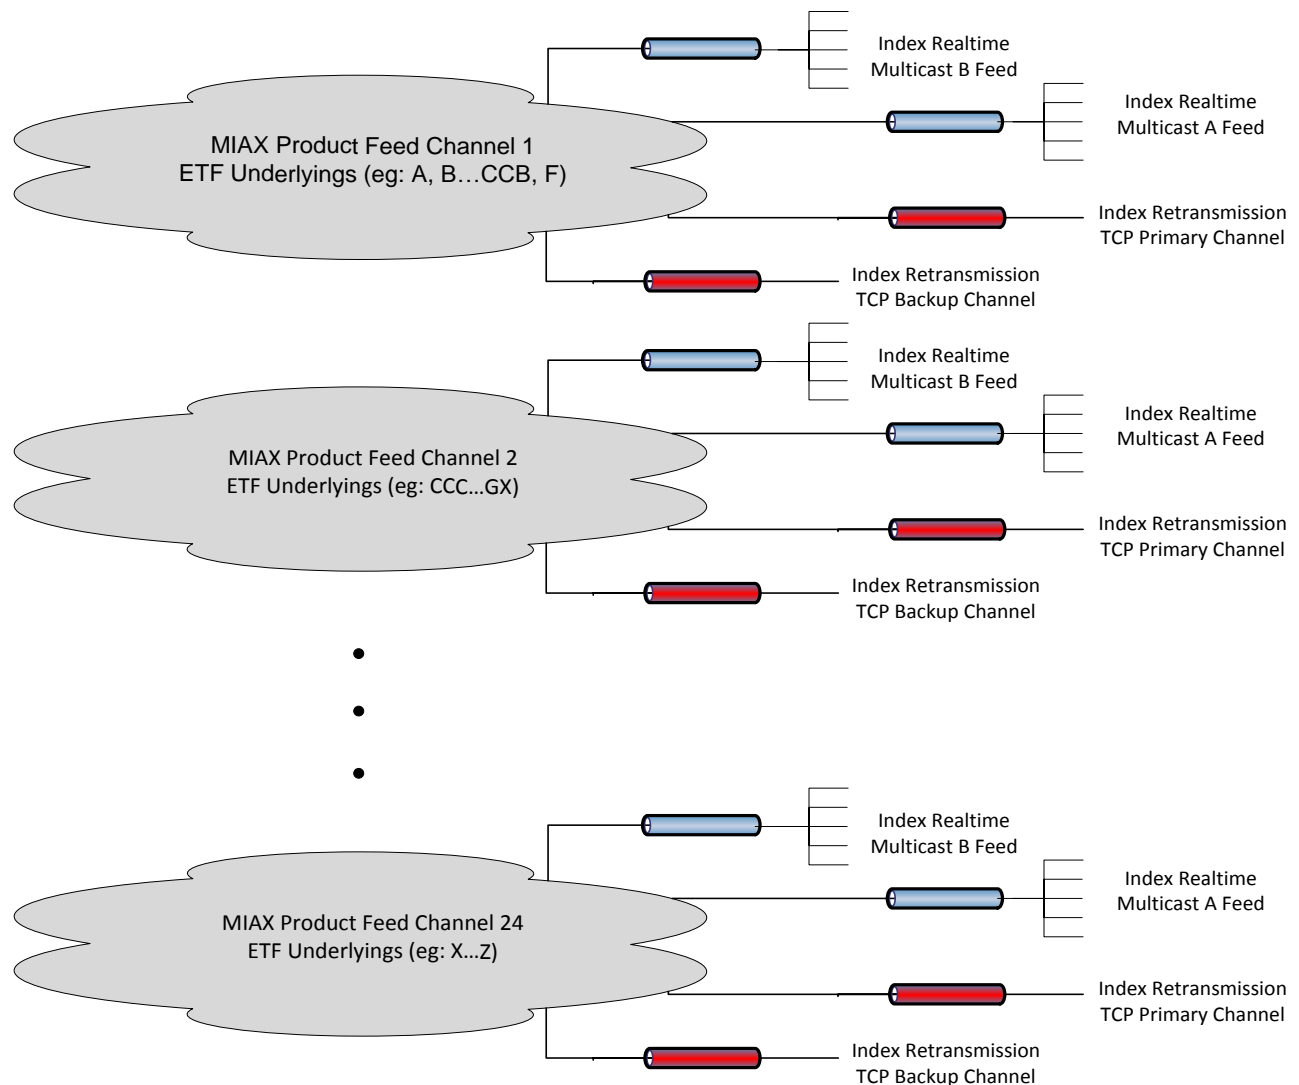 Index Realtime
Multicast B Feed
Index Realtime
Multicast A Feed
MIAX Product Feed Channel 1
ETF Underlyings (eg: A, B…CCB, F)
Index Retransmission
TCP Primary Channel
Index Retransmission
TCP Backup Channel
Index Realtime
Multicast B Feed
Index Realtime
Multicast A Feed
MIAX Product Feed Channel 2
ETF Underlyings (eg: CCC…GX)
Index Retransmission
TCP Primary Channel
Index Retransmission
TCP Backup Channel
Index Realtime
Multicast B Feed
Index Realtime
Multicast A Feed
MIAX Product Feed Channel 24
ETF Underlyings (eg: X…Z)
Index Retransmission
TCP Primary Channel
Index Retransmission
TCP Backup Channel